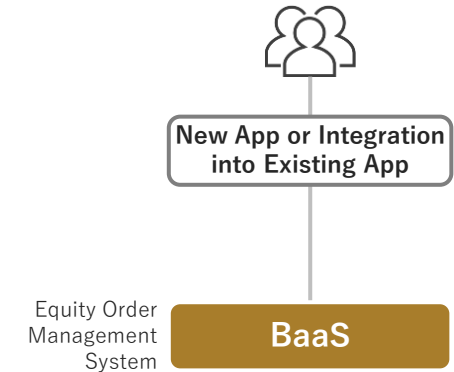 New App or Integration
into Existing App
Equity Order
Management
System
BaaS